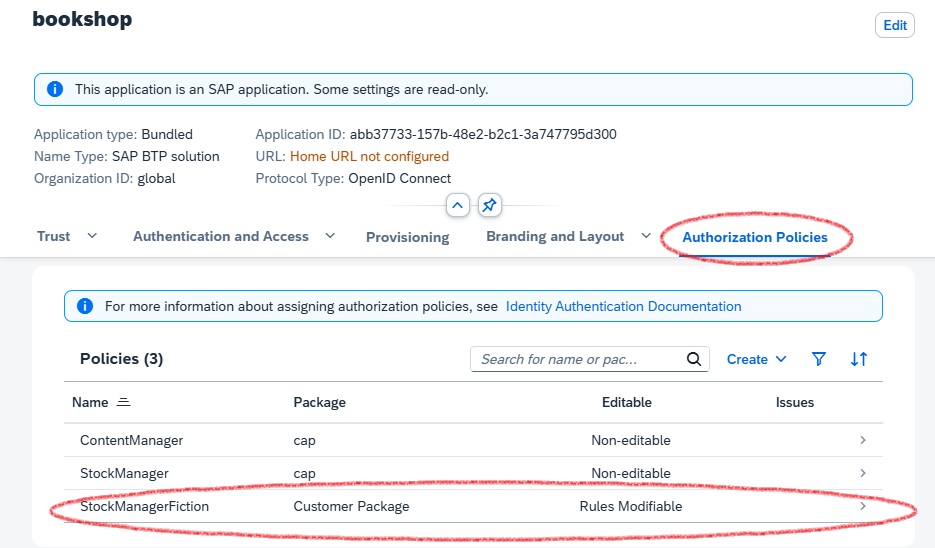 bookshop
Edit
This application is an SAP application. Some settings are read-only.
Application type: Bundled
Application ID: abb37733-157b-48e2-b2c1-3a747795d300
Name Type: SAP BTP solution
URL: Home URL not configured
Organization ID: global
Protocol Type: OpenID Connect
Trust Authentication and Access Provisioning Branding and Layout Authorization Policies
For more information about assigning authorization policies, see Identity Authentication Documentation
Policies (3)
Search for name or pac...
Create
Name Package Editable Issues
ContentManager cap Non-editable
StockManager cap Non-editable
StockManagerFiction Customer Package Rules Modifiable